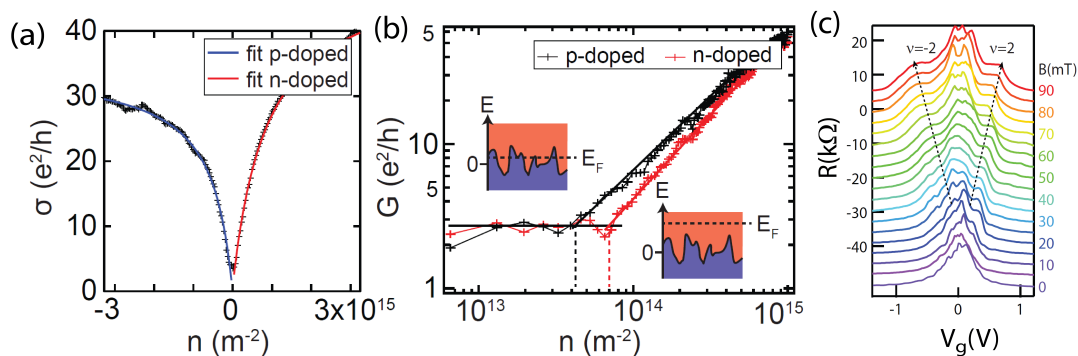 (a)
40
30
20
10
0
σ (e²/h)
fit p-doped
fit n-doped
-3
0
3x10¹⁵
n (m⁻²)
(b)
5
10
5
1
G (e²/h)
p-doped
n-doped
E
0
E_F
E_F
0
10¹³
10¹⁴
10¹⁵
n (m⁻²)
(c)
ν=-2
ν=2
B(mT)
90
80
70
60
50
40
30
20
10
0
20
10
0
-10
-20
-30
-40
R(kΩ)
-1
0
1
V_g(V)